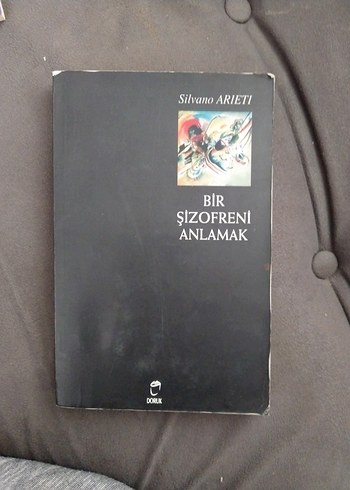 Silvano ARIETI
BİR
ŞİZOFRENİ
ANLAMAK
DORUK